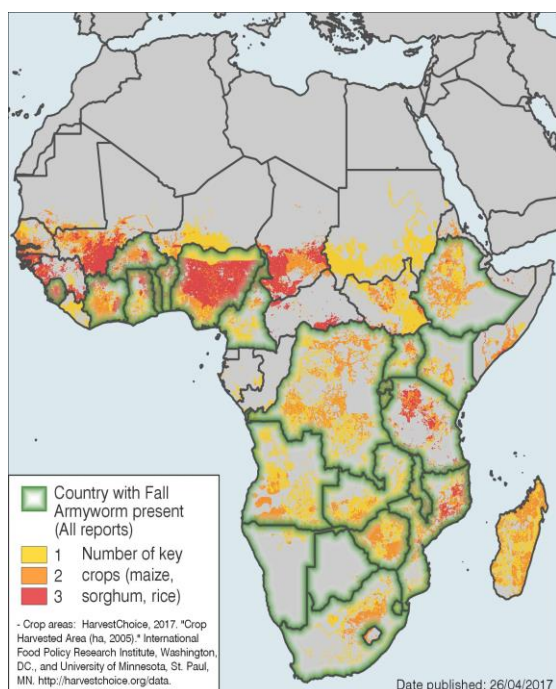 Country with Fall
Armyworm present
(All reports)
1 Number of key
2 crops (maize,
3 sorghum, rice)
- Crop areas: HarvestChoice, 2017. "Crop
Harvested Area (ha, 2005)." International
Food Policy Research Institute, Washington,
DC., and University of Minnesota, St. Paul,
MN. http://harvestchoice.org/data.
Date published: 26/04/2017